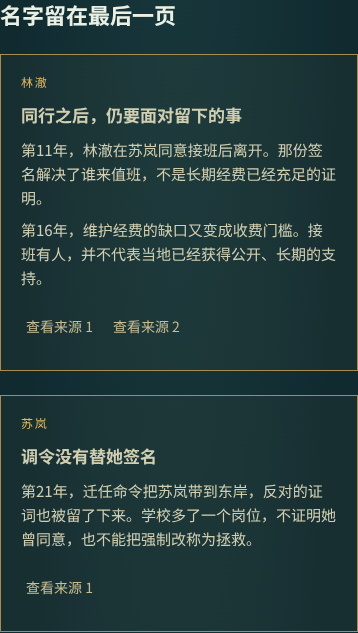 名字留在最后一页
林澈
同行之后，仍要面对留下的事
第11年，林澈在苏岚同意接班后离开。那份签
名解决了谁来值班，不是长期经费已经充足的证
明。
第16年，维护经费的缺口又变成收费门槛。接
班有人，并不代表当地已经获得公开、长期的支
持。
查看来源 1 查看来源 2
苏岚
调令没有替她签名
第21年，迁任命令把苏岚带到东岸，反对的证
词也被留了下来。学校多了一个岗位，不证明她
曾同意，也不能把强制改称为拯救。
查看来源 1